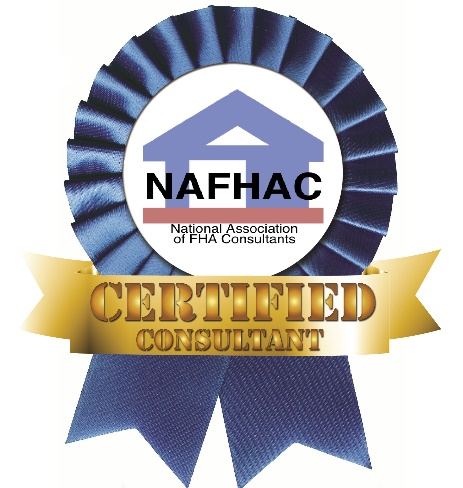 NAFHAC
National Association
of FHA Consultants
CERTIFIED
CONSULTANT